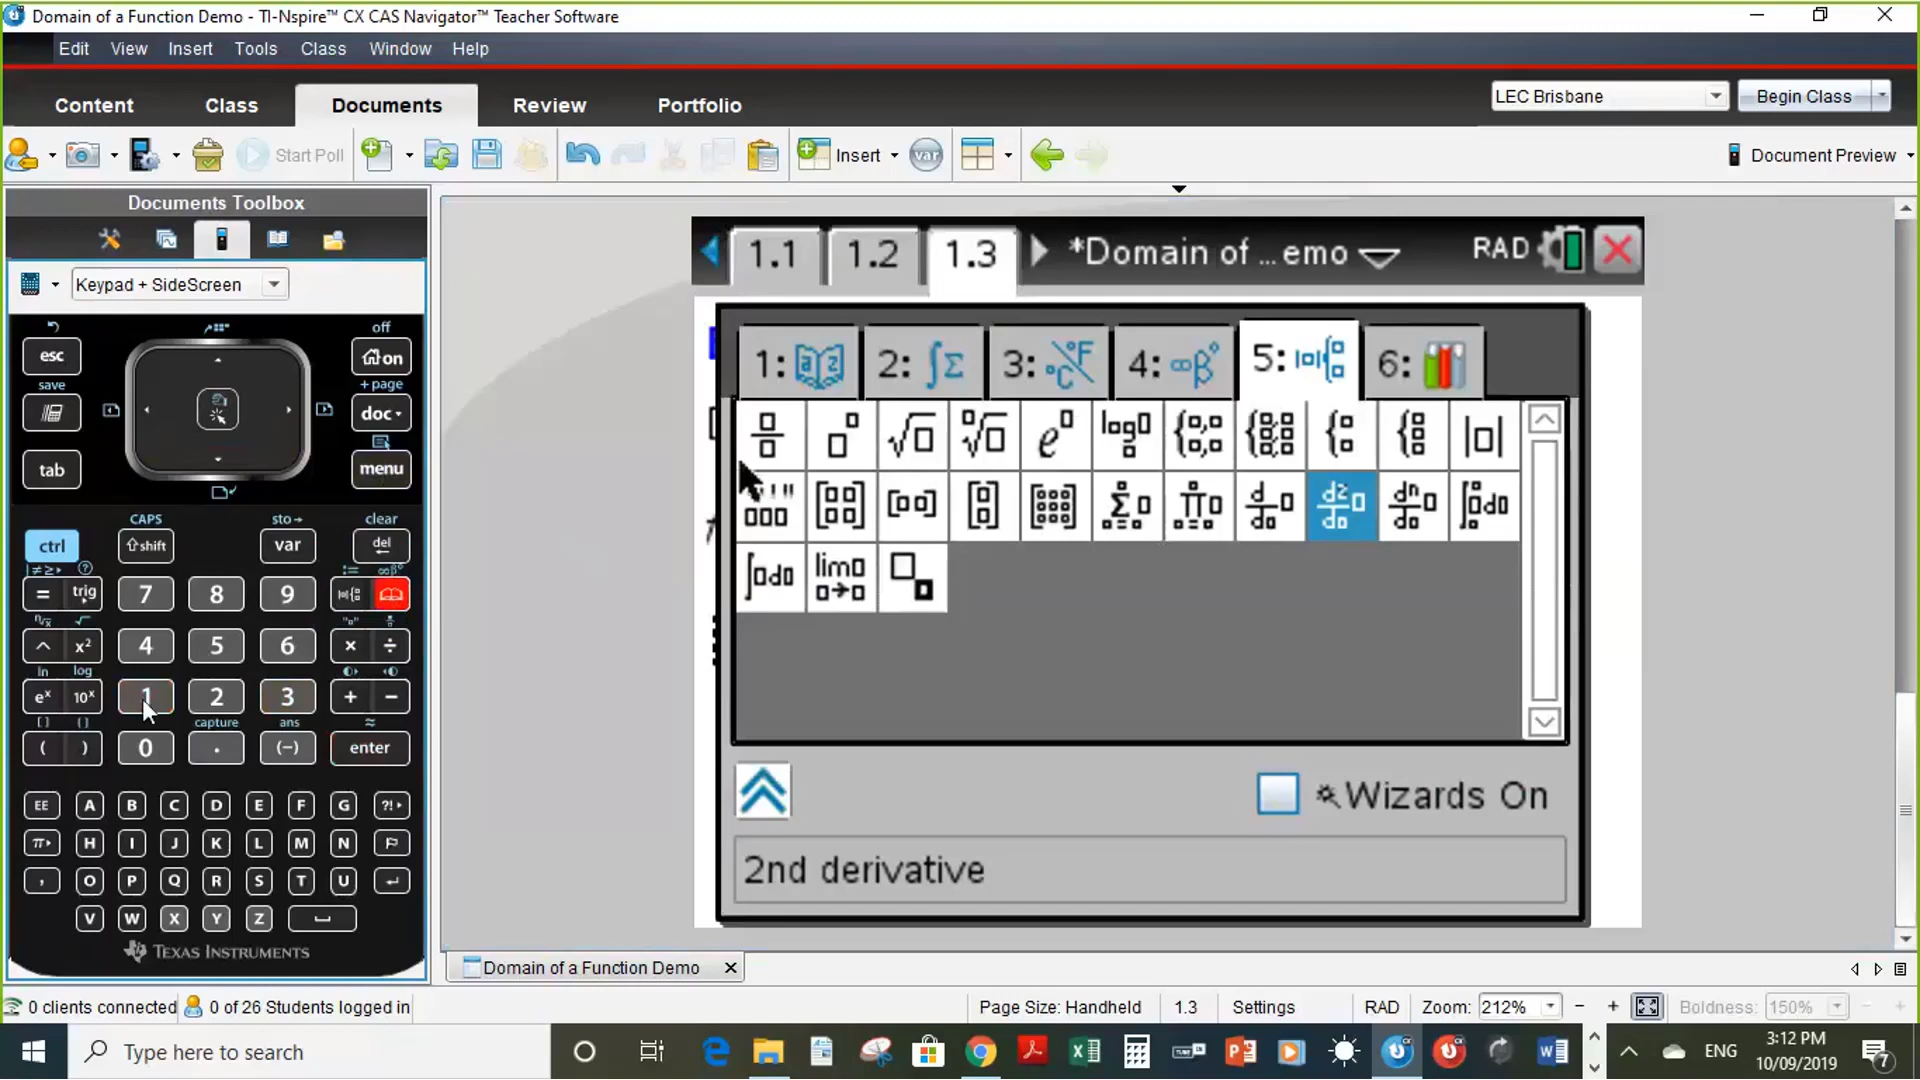 Domain of a Function Demo - TI-Nspire™ CX CAS Navigator™ Teacher Software
Edit View Insert Tools Class Window Help
Content Class Documents Review Portfolio
LEC Brisbane Begin Class
Start Poll Insert var Document Preview
Documents Toolbox
Keypad + SideScreen
1.1 1.2 1.3 *Domain of ...emo RAD
1: 2: ∫Σ 3: °C °F 4: ∞β° 5: 6:
off
esc on
save + page
doc
tab menu
CAPS sto→ clear
ctrl shift var del
= trig 7 8 9
^ x² 4 5 6 × ÷
ln log
eˣ 10ˣ 1 2 3 + −
[ ] { } capture ans ≈
( ) 0 . (−) enter
EE A B C D E F G ?!
π H I J K L M N
, O P Q R S T U
V W X Y Z
TEXAS INSTRUMENTS
Wizards On
2nd derivative
Domain of a Function Demo
0 clients connected 0 of 26 Students logged in Page Size: Handheld 1.3 Settings RAD Zoom: 212% − + Boldness: 150% − +
Type here to search
ENG
3:12 PM
10/09/2019
7